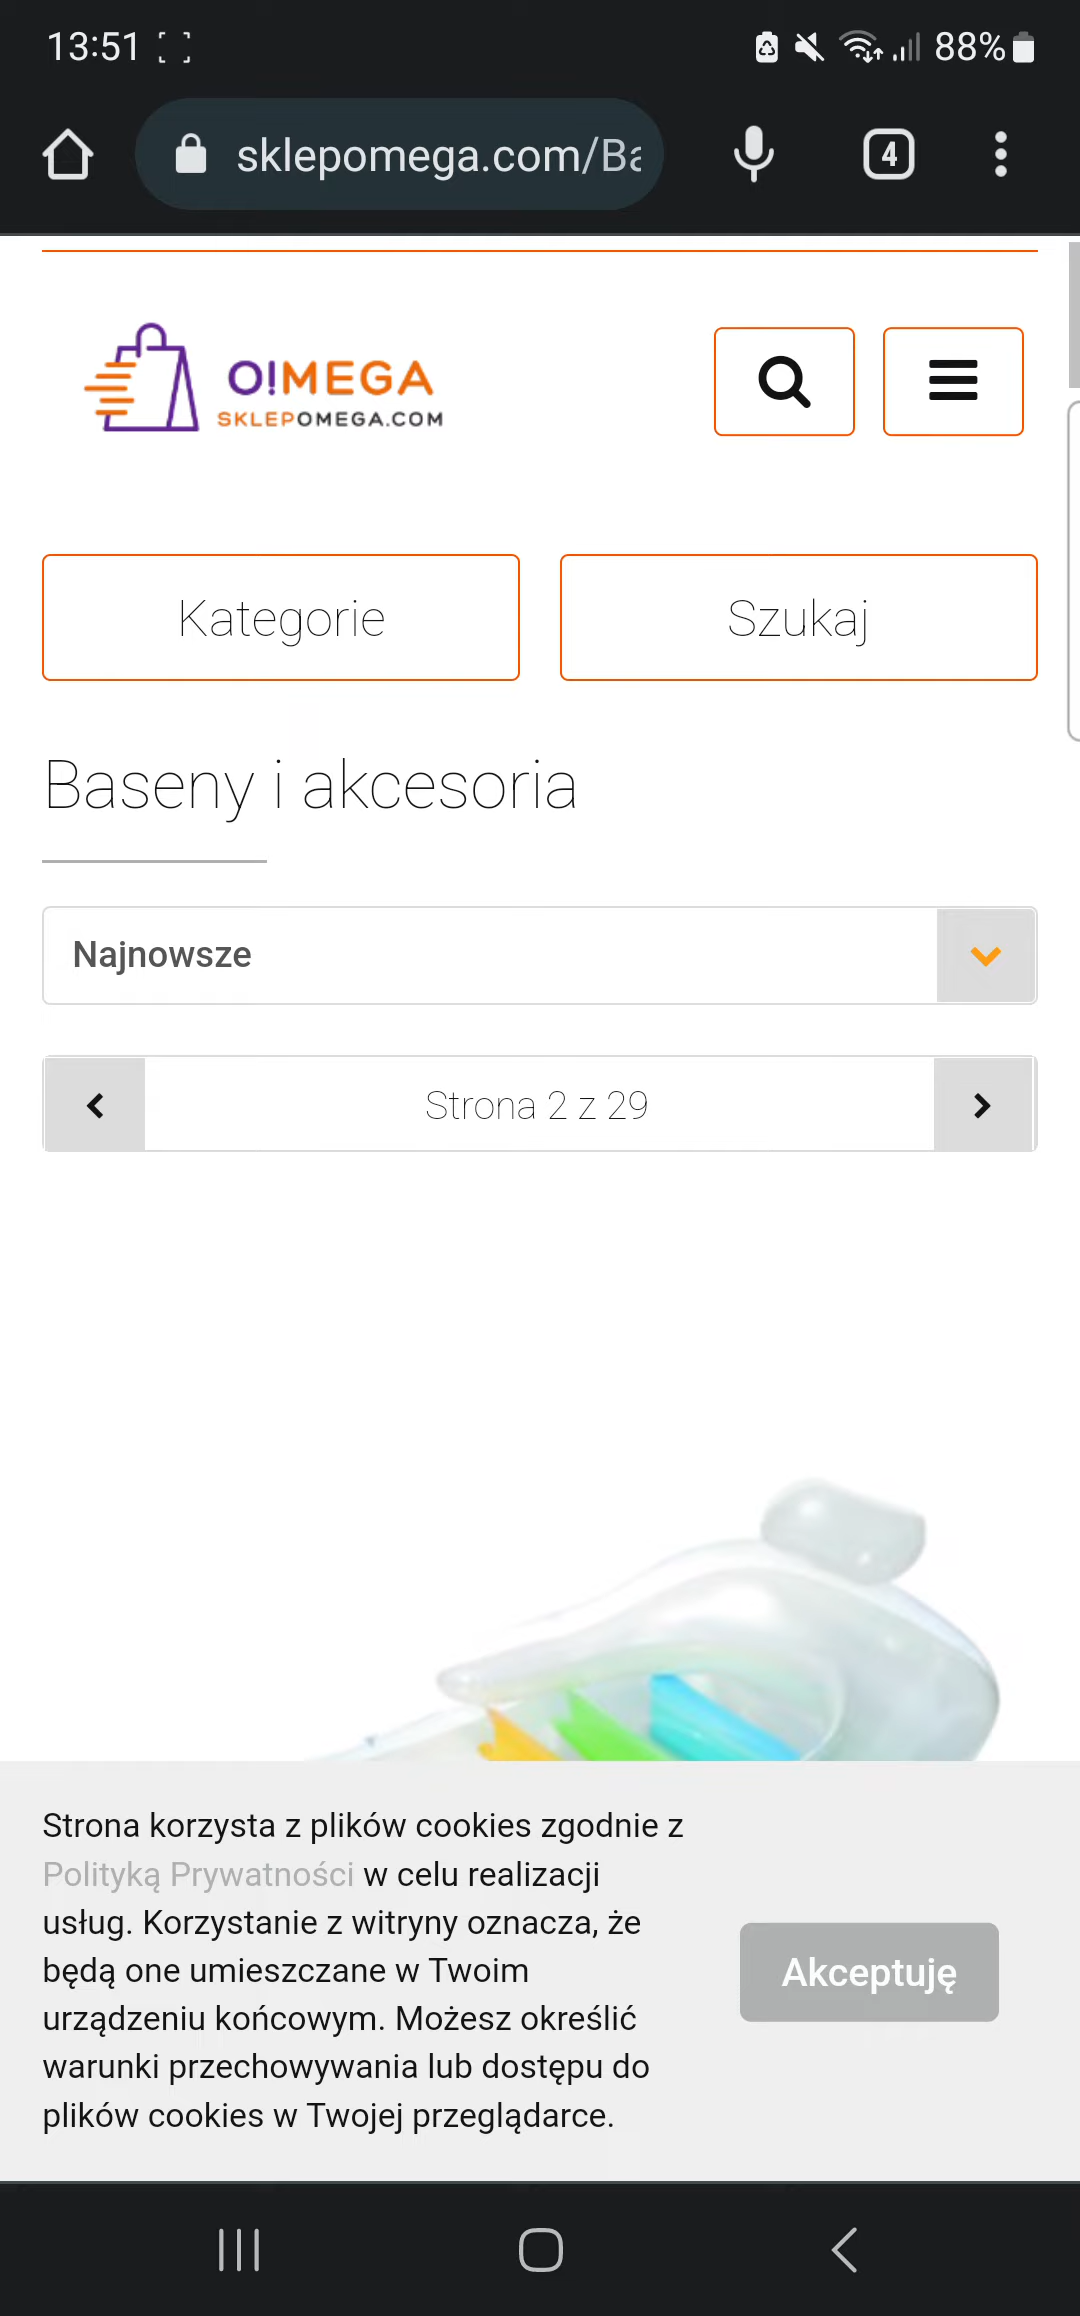 13:51
88%
sklepomega.com/Ba
4
O!MEGA
SKLEPOMEGA.COM
Kategorie
Szukaj
Baseny i akcesoria
Najnowsze
Strona 2 z 29
Strona korzysta z plików cookies zgodnie z
Polityką Prywatności w celu realizacji
usług. Korzystanie z witryny oznacza, że
będą one umieszczane w Twoim
urządzeniu końcowym. Możesz określić
warunki przechowywania lub dostępu do
plików cookies w Twojej przeglądarce.
Akceptuję